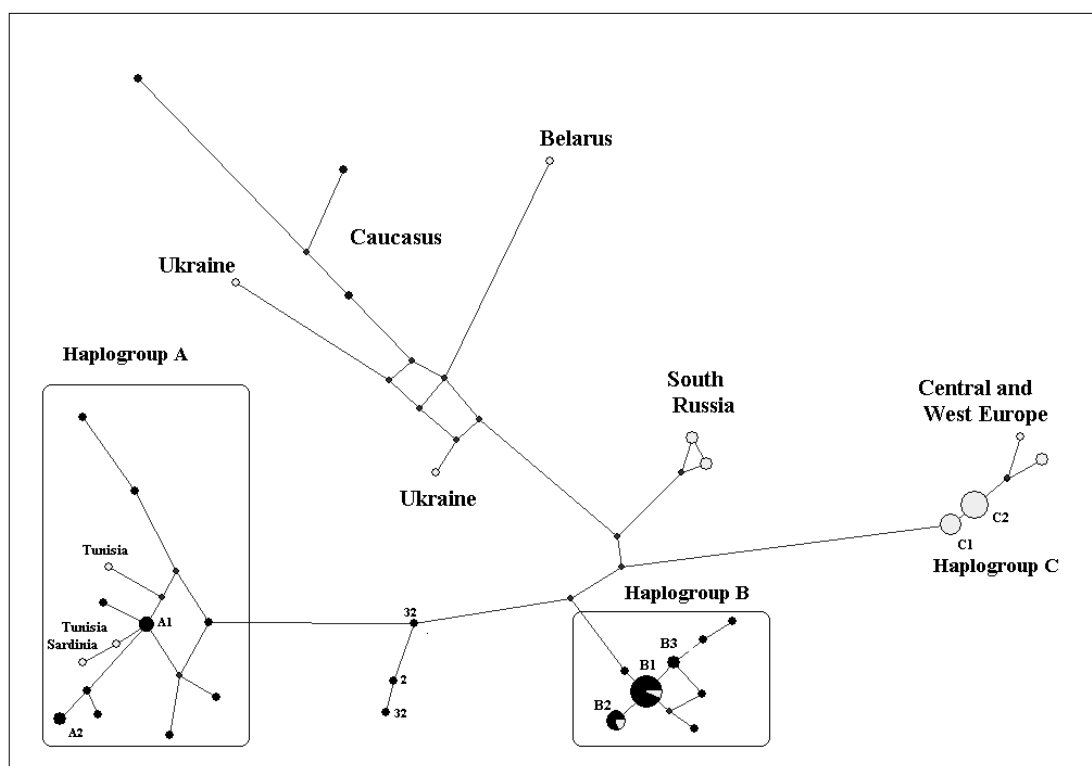 Belarus
Caucasus
Ukraine
Haplogroup A
South
Russia
Central and
West Europe
Ukraine
C2
C1
Haplogroup C
Tunisia
Haplogroup B
32
A1
Tunisia
Sardinia
B3
B1
2
B2
32
A2